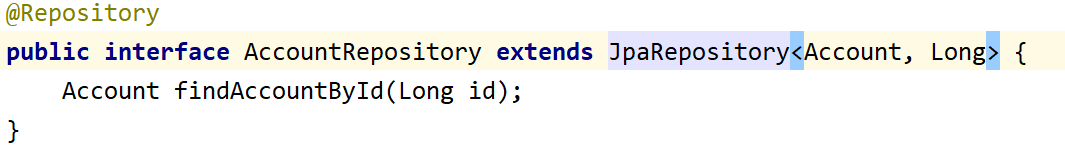 @Repository
public interface AccountRepository extends JpaRepository<Account, Long> {
    Account findAccountById(Long id);
}